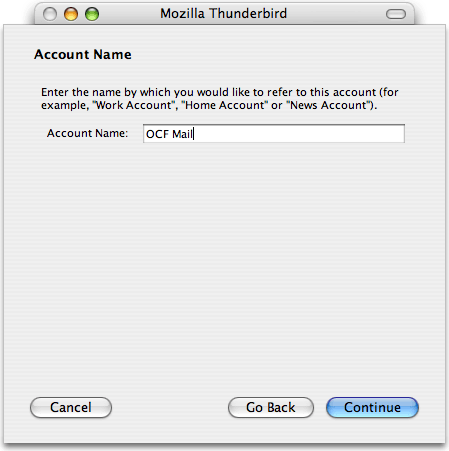 Mozilla Thunderbird
Account Name
Enter the name by which you would like to refer to this account (for
example, "Work Account", "Home Account" or "News Account").
Account Name: OCF Mail
Cancel Go Back Continue